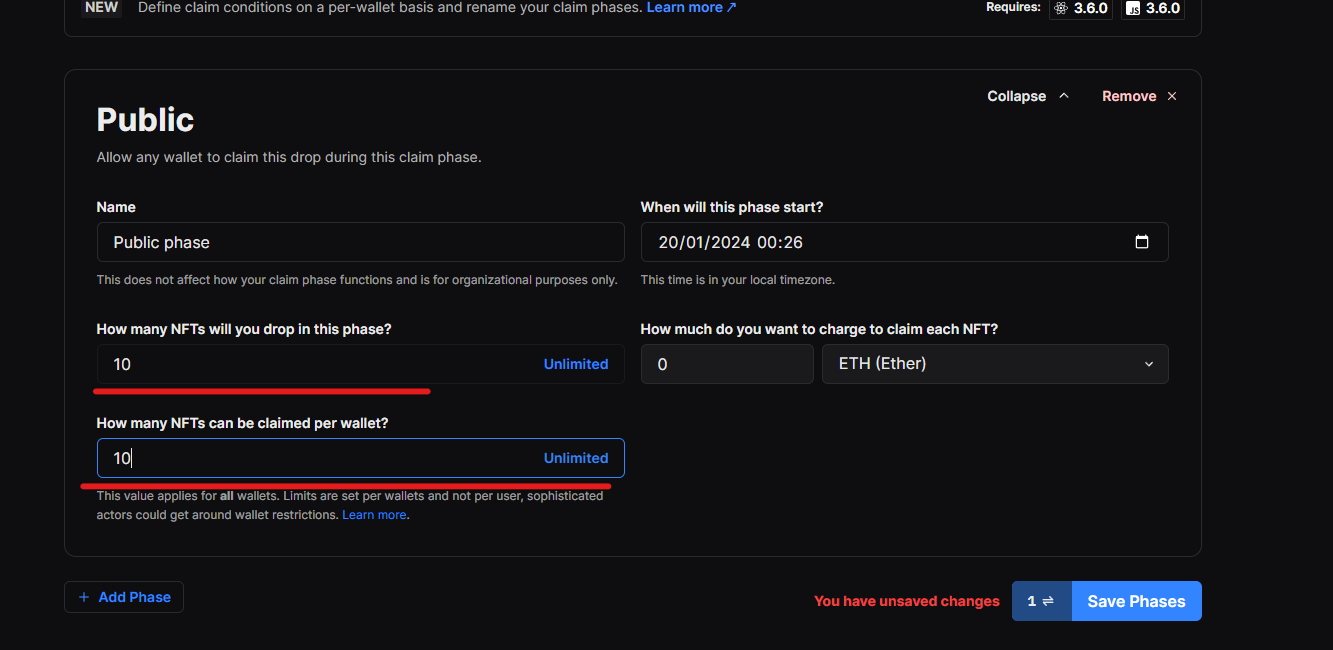 NEW Define claim conditions on a per-wallet basis and rename your claim phases. Learn more ↗ Requires: 3.6.0 JS 3.6.0
Collapse Remove ×
Public
Allow any wallet to claim this drop during this claim phase.
Name When will this phase start?
Public phase 20/01/2024 00:26
This does not affect how your claim phase functions and is for organizational purposes only. This time is in your local timezone.
How many NFTs will you drop in this phase? How much do you want to charge to claim each NFT?
10 Unlimited 0 ETH (Ether)
How many NFTs can be claimed per wallet?
10 Unlimited
This value applies for all wallets. Limits are set per wallets and not per user, sophisticated
actors could get around wallet restrictions. Learn more.
+ Add Phase You have unsaved changes 1 ⇌ Save Phases